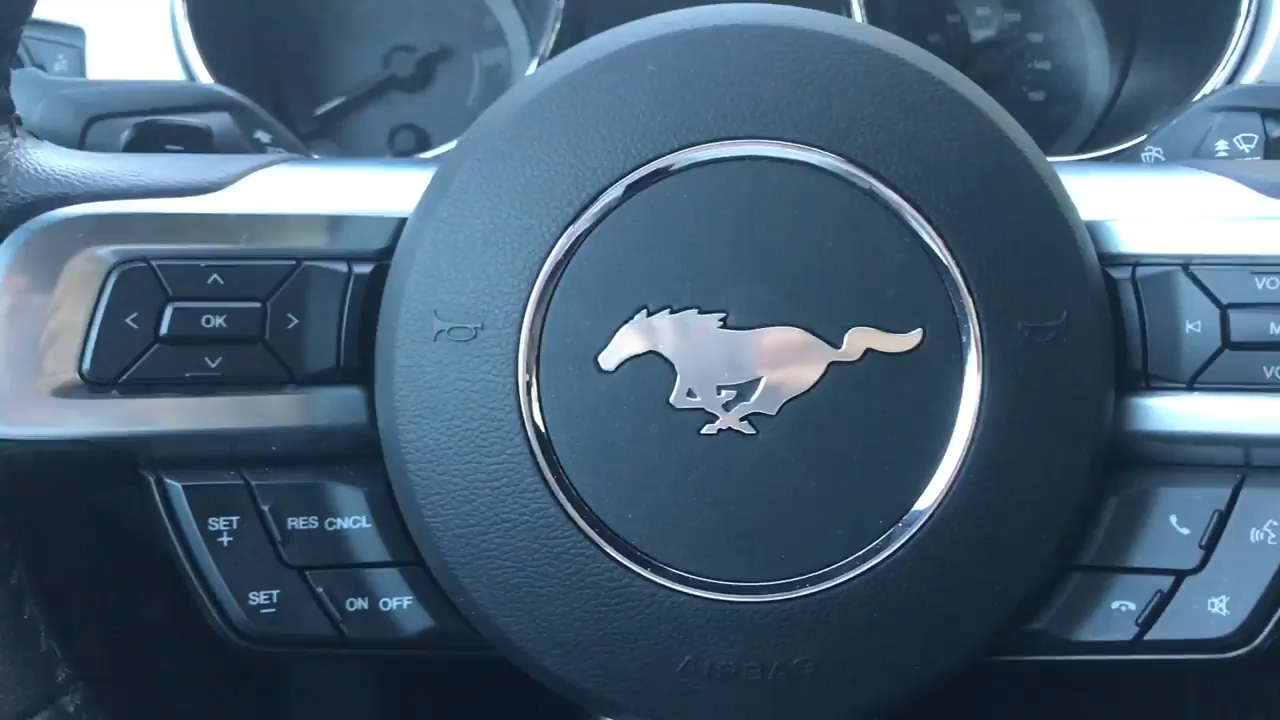 OK
VO
M
VO
SET
+
RES CNCL
SET
−
ON OFF
AIRBAG